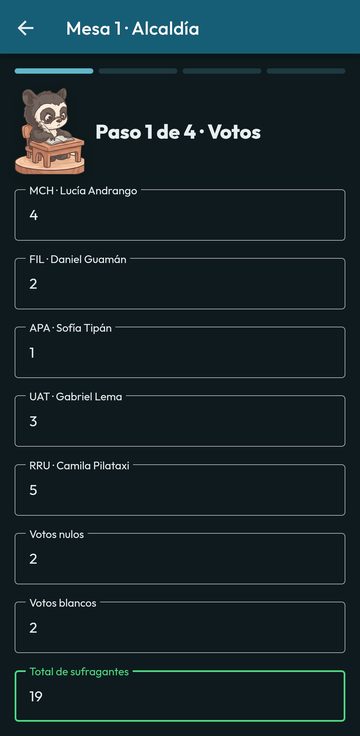 Mesa 1 · Alcaldía
Paso 1 de 4 · Votos
MCH · Lucía Andrango
4
FIL · Daniel Guamán
2
APA · Sofía Tipán
1
UAT · Gabriel Lema
3
RRU · Camila Pilataxi
5
Votos nulos
2
Votos blancos
2
Total de sufragantes
19